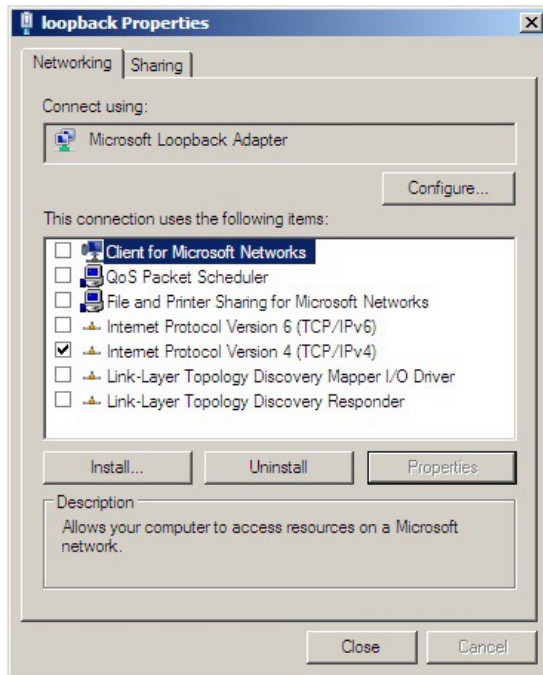 loopback Properties
Networking
Sharing
Connect using:
Microsoft Loopback Adapter
Configure...
This connection uses the following items:
Client for Microsoft Networks
QoS Packet Scheduler
File and Printer Sharing for Microsoft Networks
Internet Protocol Version 6 (TCP/IPv6)
Internet Protocol Version 4 (TCP/IPv4)
Link-Layer Topology Discovery Mapper I/O Driver
Link-Layer Topology Discovery Responder
Install...
Uninstall
Properties
Description
Allows your computer to access resources on a Microsoft
network.
Close
Cancel